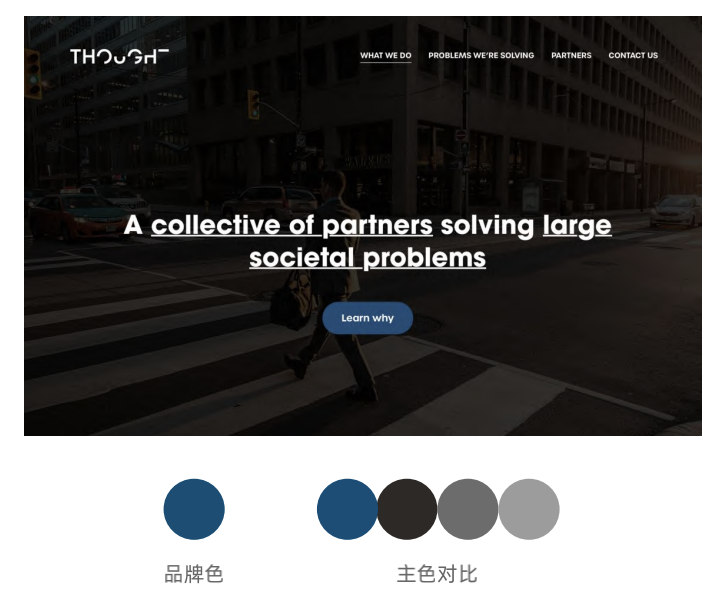 THOUGHT
WHAT WE DO PROBLEMS WE'RE SOLVING PARTNERS CONTACT US
A collective of partners solving large
societal problems
Learn why
品牌色 主色对比